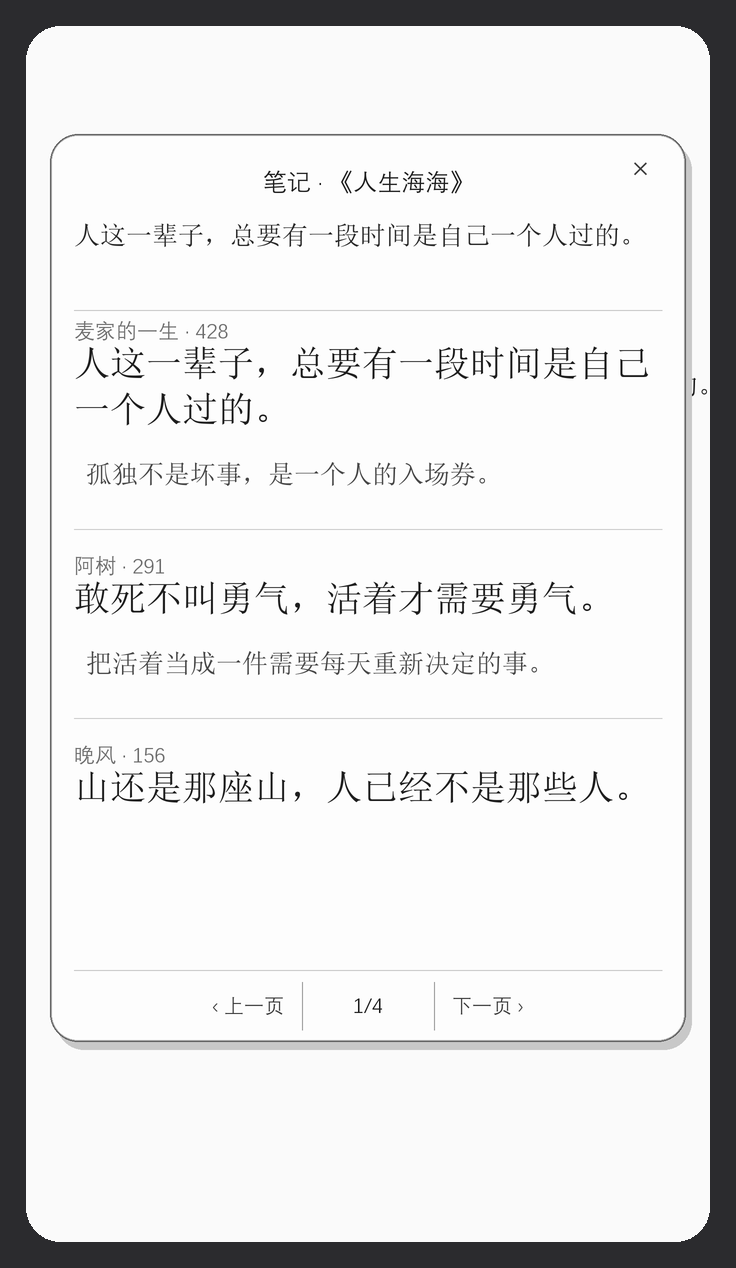 笔记 · 《人生海海》
×
人这一辈子，总要有一段时间是自己一个人过的。
麦家的一生 · 428
人这一辈子，总要有一段时间是自己
一个人过的。
孤独不是坏事，是一个人的入场券。
阿树 · 291
敢死不叫勇气，活着才需要勇气。
把活着当成一件需要每天重新决定的事。
晚风 · 156
山还是那座山，人已经不是那些人。
‹ 上一页
1/4
下一页 ›